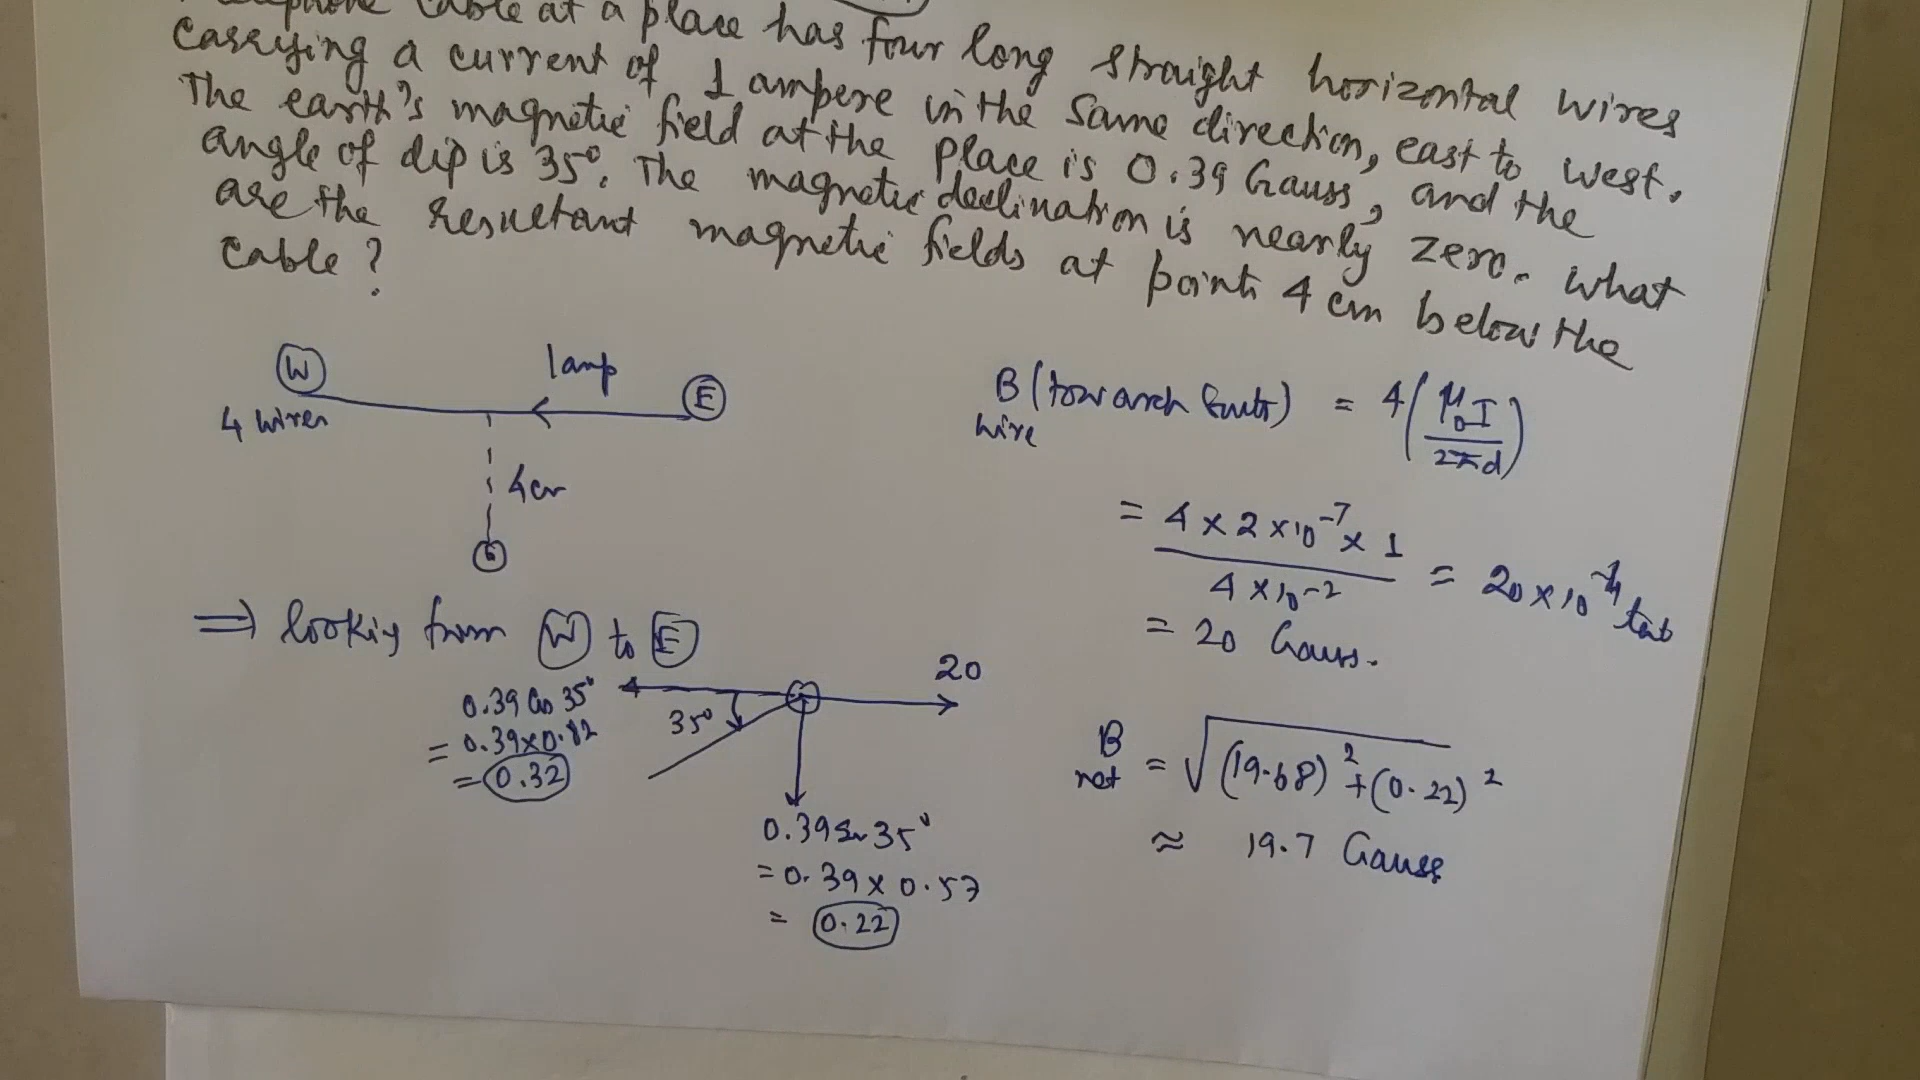 cable at a place has four long straight horizontal wires
carrying a current of 1 ampere in the same direction, east to west.
The earth's magnetic field at the place is 0.39 Gauss, and the
angle of dip is 35°. The magnetic declination is nearly zero. What
are the resultant magnetic fields at points 4 cm below the
cable?
W 1amp E
4 wires
4cm
B wire = 4(μ₀I/2πd)
= 4 × 2 × 10⁻⁷ × 1 / 4 × 10⁻² = 20 × 10⁻⁴
= 20 Gauss.
⇒ looking from W to E
20
0.39 Cos 35°
= 0.39×0.82
= 0.32
35°
0.39 Sin 35°
= 0.39 × 0.57
= 0.22
B net = √(19.68)² + (0.22)²
≈ 19.7 Gauss